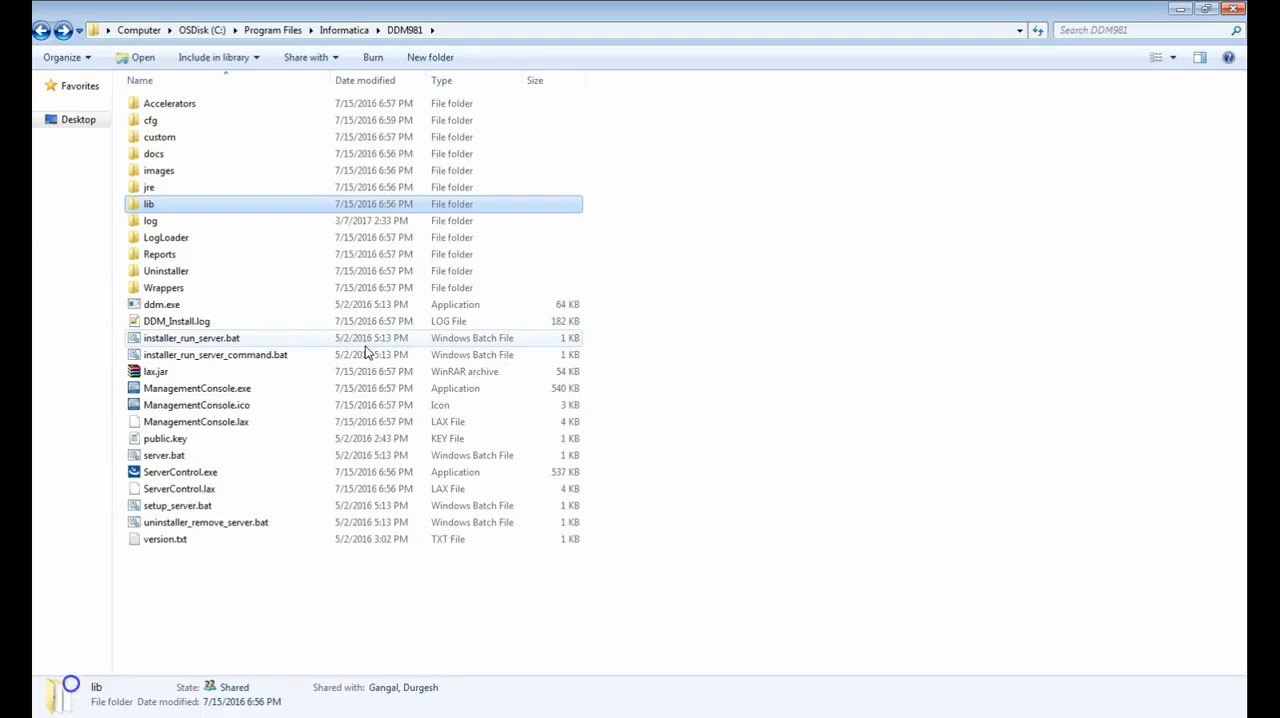 Computer OSDisk (C:) Program Files Informatica DDM981 Search DDM981
Organize Open Include in library Share with Burn New folder
Name Date modified Type Size
Favorites
Desktop
Accelerators 7/15/2016 6:57 PM File folder
cfg 7/15/2016 6:59 PM File folder
custom 7/15/2016 6:57 PM File folder
docs 7/15/2016 6:56 PM File folder
images 7/15/2016 6:56 PM File folder
jre 7/15/2016 6:56 PM File folder
lib 7/15/2016 6:56 PM File folder
log 3/7/2017 2:33 PM File folder
LogLoader 7/15/2016 6:57 PM File folder
Reports 7/15/2016 6:57 PM File folder
Uninstaller 7/15/2016 6:57 PM File folder
Wrappers 7/15/2016 6:57 PM File folder
ddm.exe 5/2/2016 5:13 PM Application 64 KB
DDM_Install.log 7/15/2016 6:57 PM LOG File 182 KB
installer_run_server.bat 5/2/2016 5:13 PM Windows Batch File 1 KB
installer_run_server_command.bat 5/2/2016 5:13 PM Windows Batch File 1 KB
lax.jar 7/15/2016 6:57 PM WinRAR archive 54 KB
ManagementConsole.exe 7/15/2016 6:57 PM Application 540 KB
ManagementConsole.ico 7/15/2016 6:57 PM Icon 3 KB
ManagementConsole.lax 7/15/2016 6:57 PM LAX File 4 KB
public.key 5/2/2016 2:43 PM KEY File 1 KB
server.bat 5/2/2016 5:13 PM Windows Batch File 1 KB
ServerControl.exe 7/15/2016 6:56 PM Application 537 KB
ServerControl.lax 7/15/2016 6:56 PM LAX File 4 KB
setup_server.bat 5/2/2016 5:13 PM Windows Batch File 1 KB
uninstaller_remove_server.bat 5/2/2016 5:13 PM Windows Batch File 1 KB
version.txt 5/2/2016 3:02 PM TXT File 1 KB
lib State: Shared Shared with: Gangal, Durgesh
File folder Date modified: 7/15/2016 6:56 PM